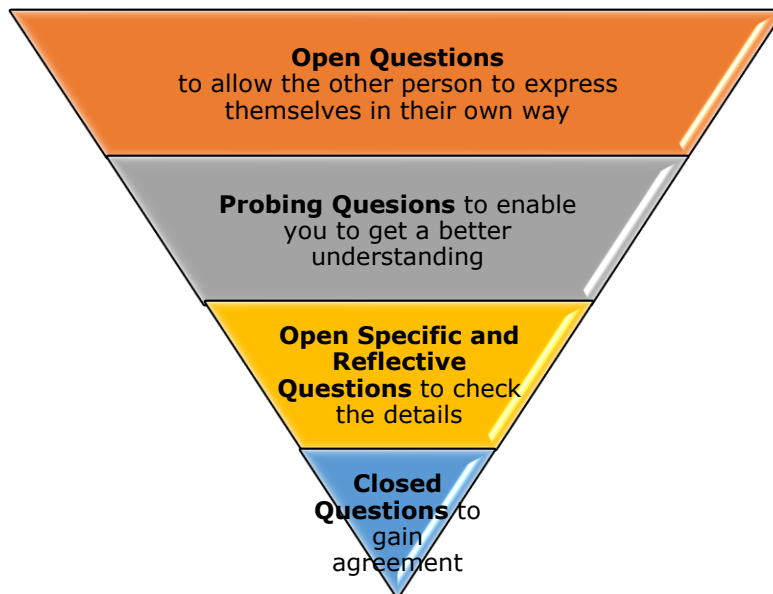 Open Questions
to allow the other person to express
themselves in their own way
Probing Quesions to enable
you to get a better
understanding
Open Specific and
Reflective
Questions to check
the details
Closed
Questions to
gain
agreement